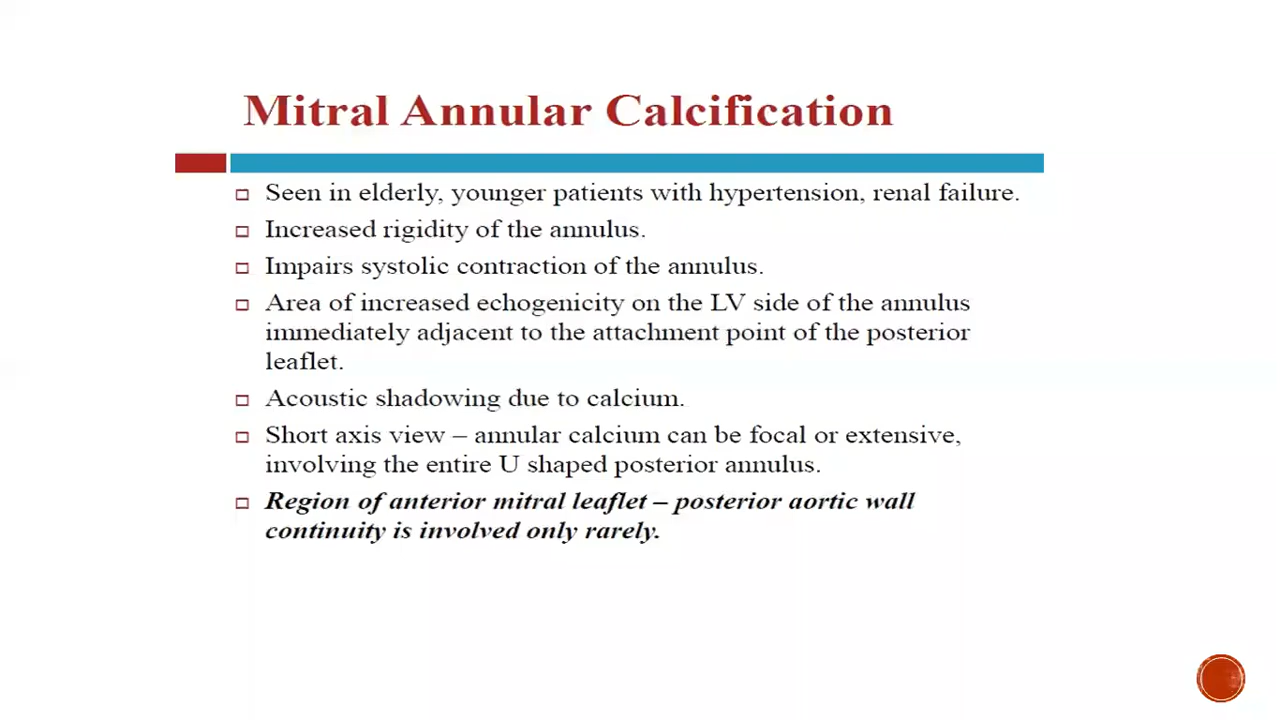 Mitral Annular Calcification
Seen in elderly, younger patients with hypertension, renal failure.
Increased rigidity of the annulus.
Impairs systolic contraction of the annulus.
Area of increased echogenicity on the LV side of the annulus
immediately adjacent to the attachment point of the posterior
leaflet.
Acoustic shadowing due to calcium.
Short axis view – annular calcium can be focal or extensive,
involving the entire U shaped posterior annulus.
Region of anterior mitral leaflet – posterior aortic wall
continuity is involved only rarely.